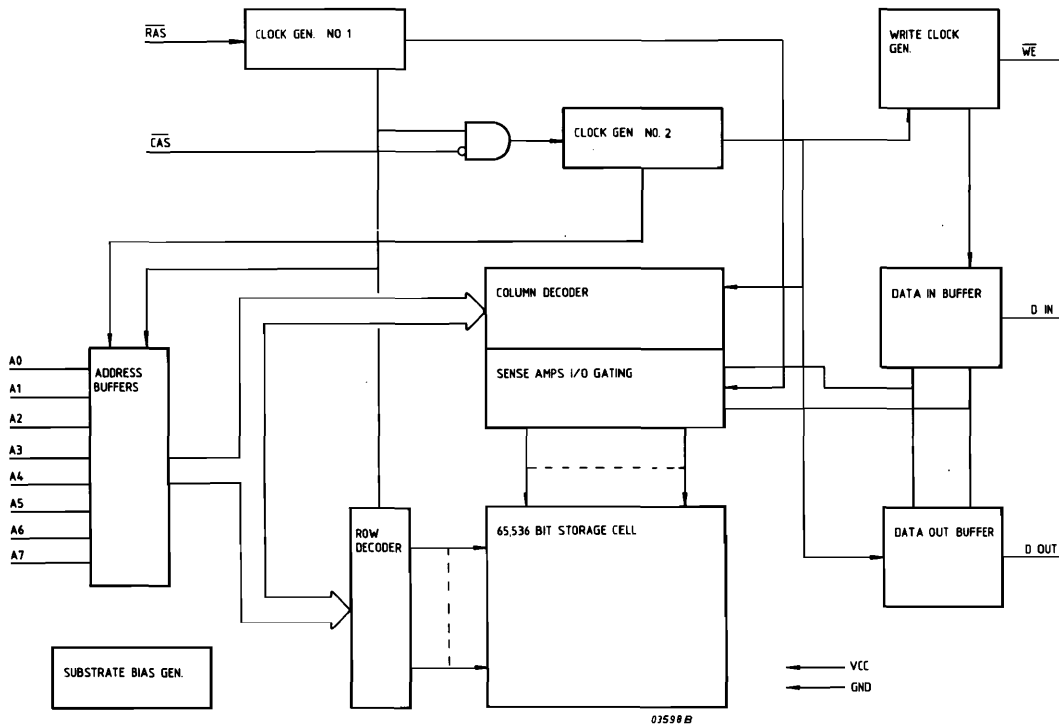 RAS
CLOCK GEN. NO 1
WRITE CLOCK
GEN.
WE
CAS
CLOCK GEN NO. 2
COLUMN DECODER
DATA IN BUFFER
D IN
ADDRESS
BUFFERS
SENSE AMPS I/O GATING
A0
A1
A2
A3
A4
A5
A6
A7
ROW
DECODER
65,536 BIT STORAGE CELL
DATA OUT BUFFER
D OUT
SUBSTRATE BIAS GEN.
VCC
GND
03598B